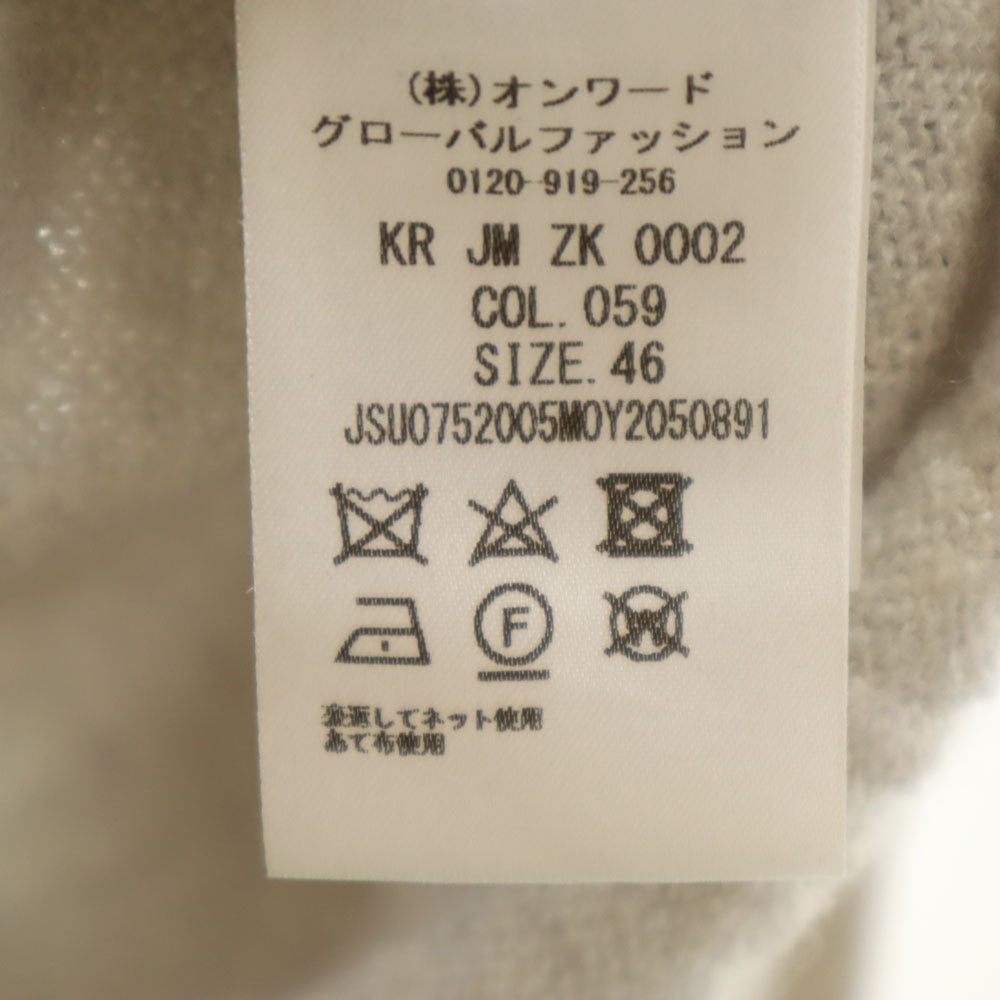 (株)オンワード
グローバルファッション
0120-919-256
KR JM ZK 0002
COL. 059
SIZE. 46
JSU0752005M0Y2050891
F
W
裏返してネット使用
あて布使用